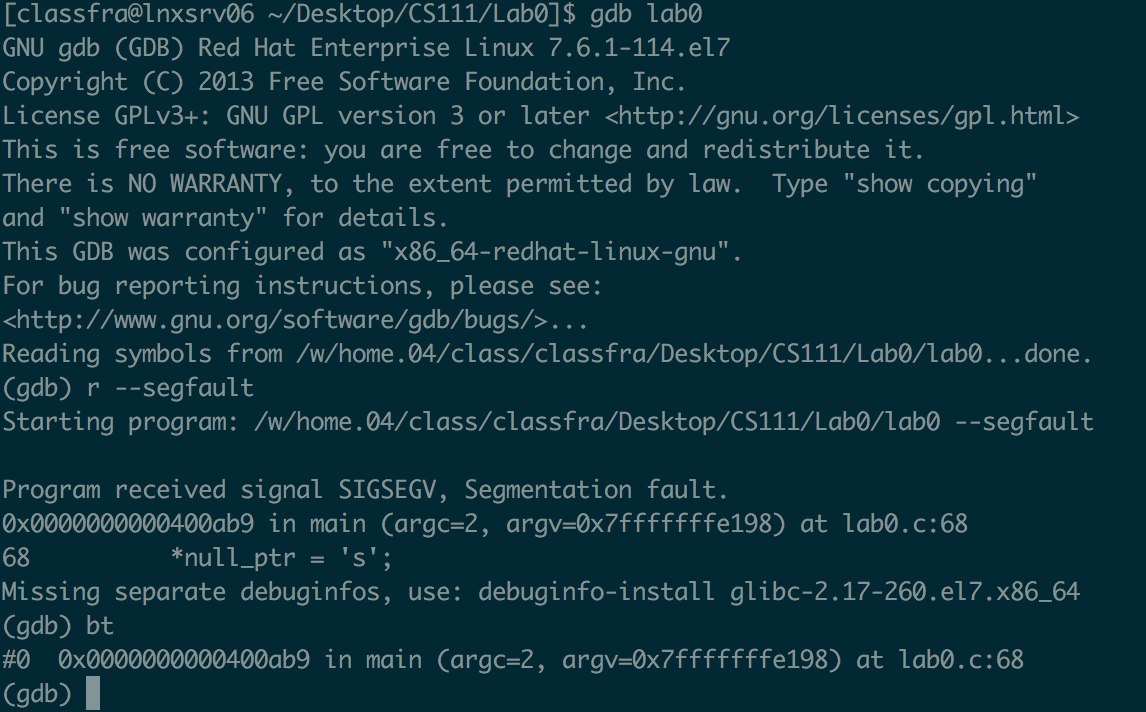 [classfra@lnxsrv06 ~/Desktop/CS111/Lab0]$ gdb lab0
GNU gdb (GDB) Red Hat Enterprise Linux 7.6.1-114.el7
Copyright (C) 2013 Free Software Foundation, Inc.
License GPLv3+: GNU GPL version 3 or later <http://gnu.org/licenses/gpl.html>
This is free software: you are free to change and redistribute it.
There is NO WARRANTY, to the extent permitted by law.  Type "show copying"
and "show warranty" for details.
This GDB was configured as "x86_64-redhat-linux-gnu".
For bug reporting instructions, please see:
<http://www.gnu.org/software/gdb/bugs/>...
Reading symbols from /w/home.04/class/classfra/Desktop/CS111/Lab0/lab0...done.
(gdb) r --segfault
Starting program: /w/home.04/class/classfra/Desktop/CS111/Lab0/lab0 --segfault

Program received signal SIGSEGV, Segmentation fault.
0x0000000000400ab9 in main (argc=2, argv=0x7fffffffe198) at lab0.c:68
68          *null_ptr = 's';
Missing separate debuginfos, use: debuginfo-install glibc-2.17-260.el7.x86_64
(gdb) bt
#0  0x0000000000400ab9 in main (argc=2, argv=0x7fffffffe198) at lab0.c:68
(gdb)